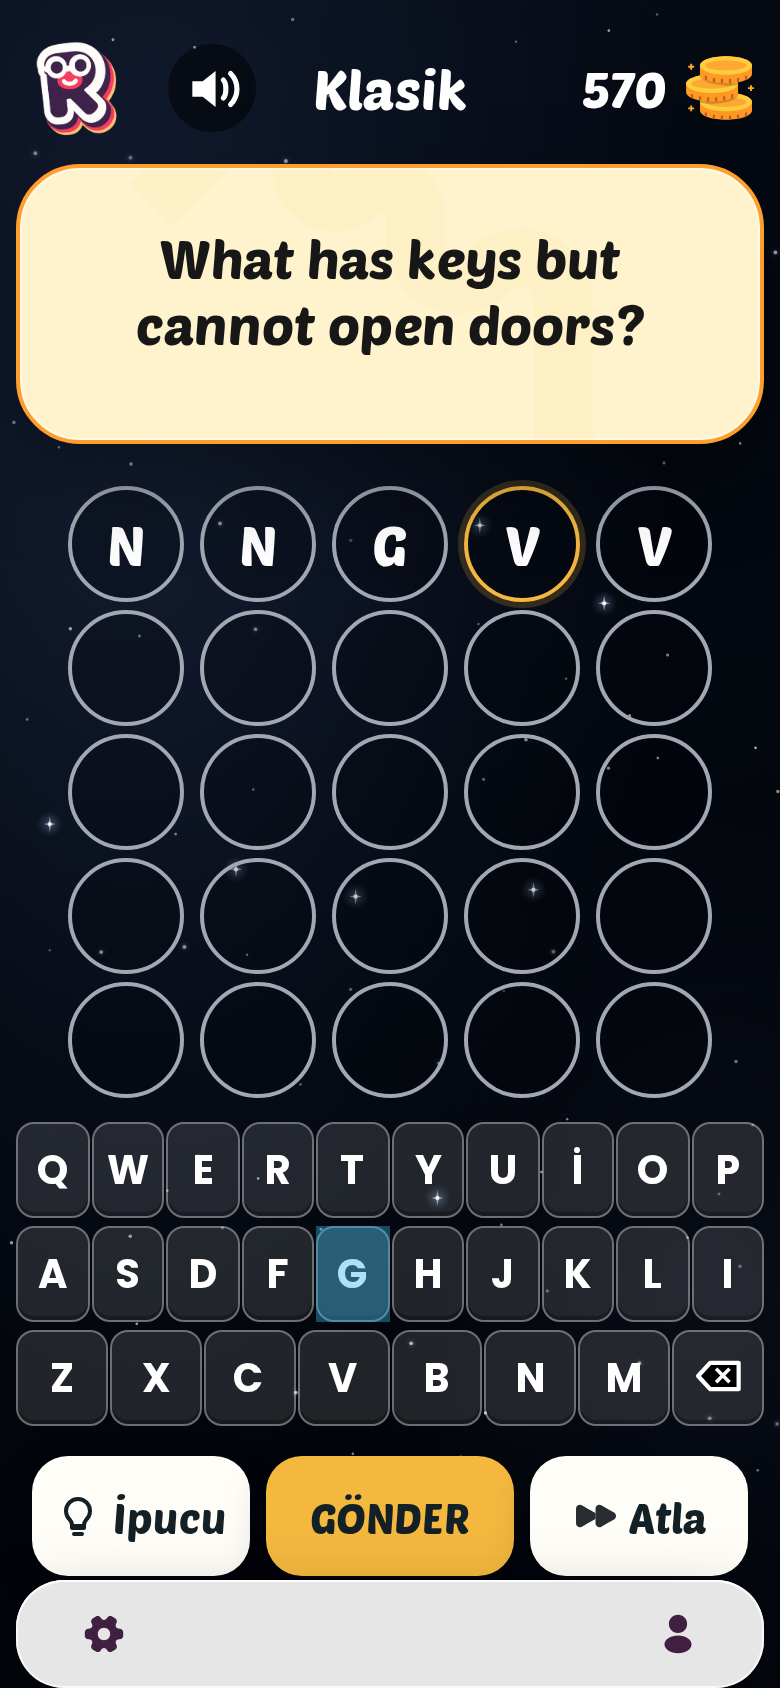 Klasik
570
What has keys but
cannot open doors?
N N G V V
Q W E R T Y U İ O P
A S D F G H J K L I
Z X C V B N M
İpucu
GÖNDER
Atla